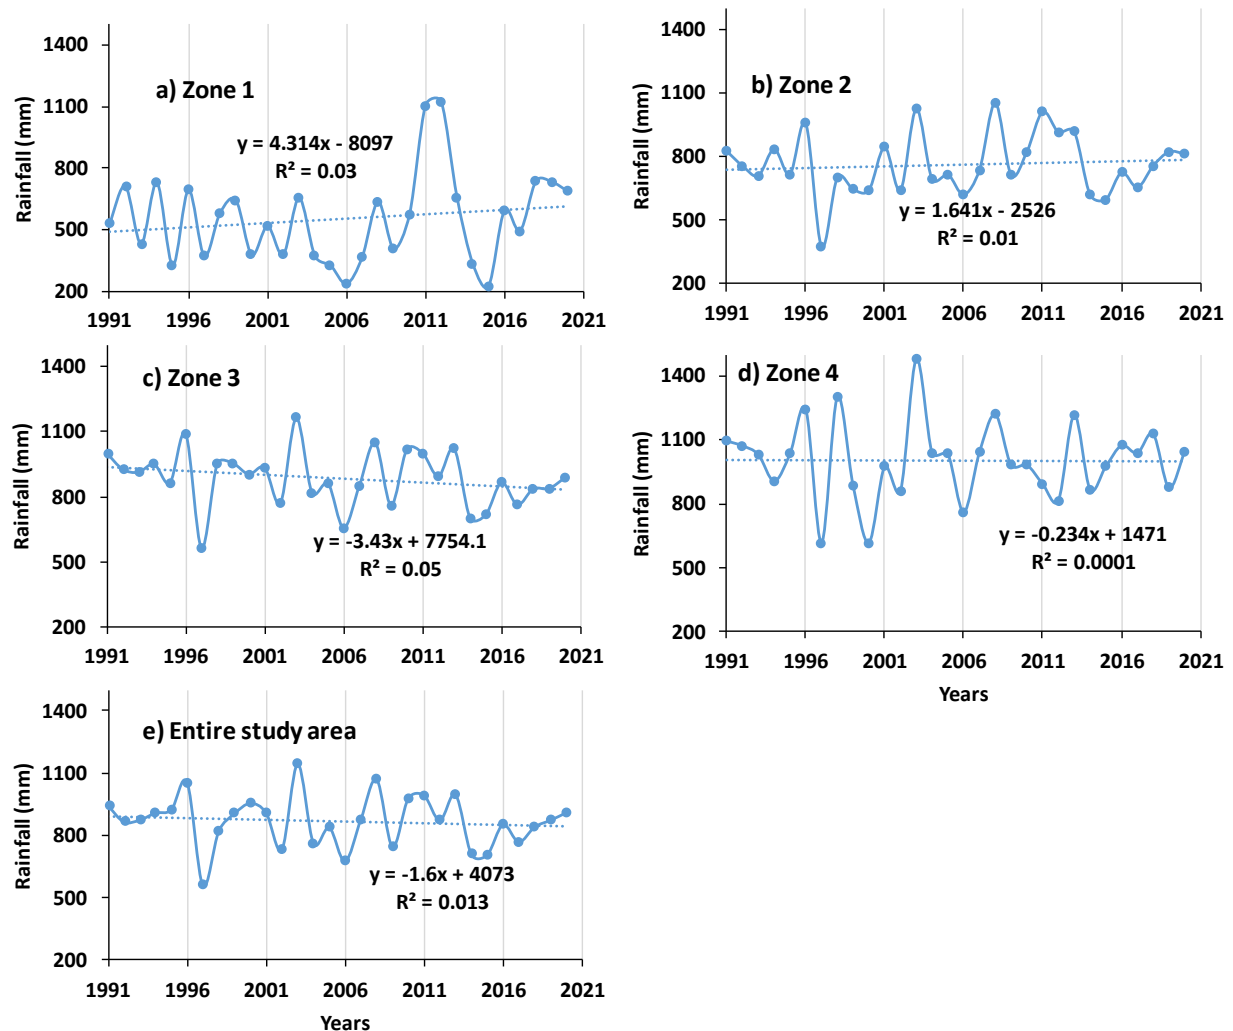 a) Zone 1
Rainfall (mm)
1400
1100
800
500
200
y = 4.314x - 8097
R² = 0.03
1991 1996 2001 2006 2011 2016 2021
b) Zone 2
Rainfall (mm)
1400
1100
800
500
200
y = 1.641x - 2526
R² = 0.01
1991 1996 2001 2006 2011 2016 2021
c) Zone 3
Rainfall (mm)
1400
1100
800
500
200
y = -3.43x + 7754.1
R² = 0.05
1991 1996 2001 2006 2011 2016 2021
d) Zone 4
Rainfall (mm)
1400
1100
800
500
200
y = -0.234x + 1471
R² = 0.0001
1991 1996 2001 2006 2011 2016 2021
Years
e) Entire study area
Rainfall (mm)
1400
1100
800
500
200
y = -1.6x + 4073
R² = 0.013
1991 1996 2001 2006 2011 2016 2021
Years